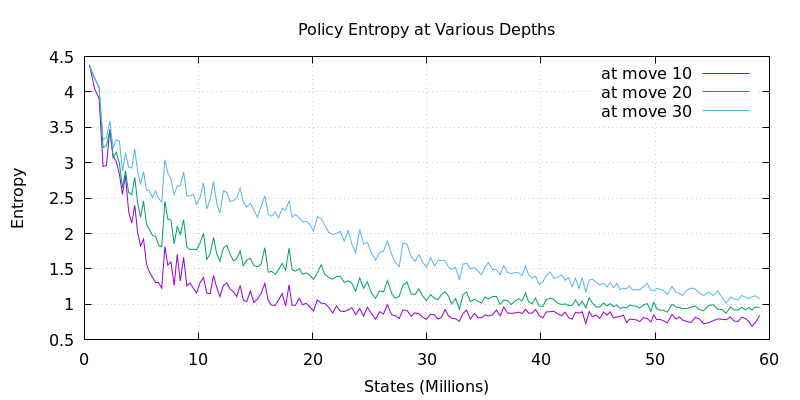 Policy Entropy at Various Depths
4.5
4
3.5
3
2.5
2
1.5
1
0.5
Entropy
at move 10
at move 20
at move 30
0 10 20 30 40 50 60
States (Millions)